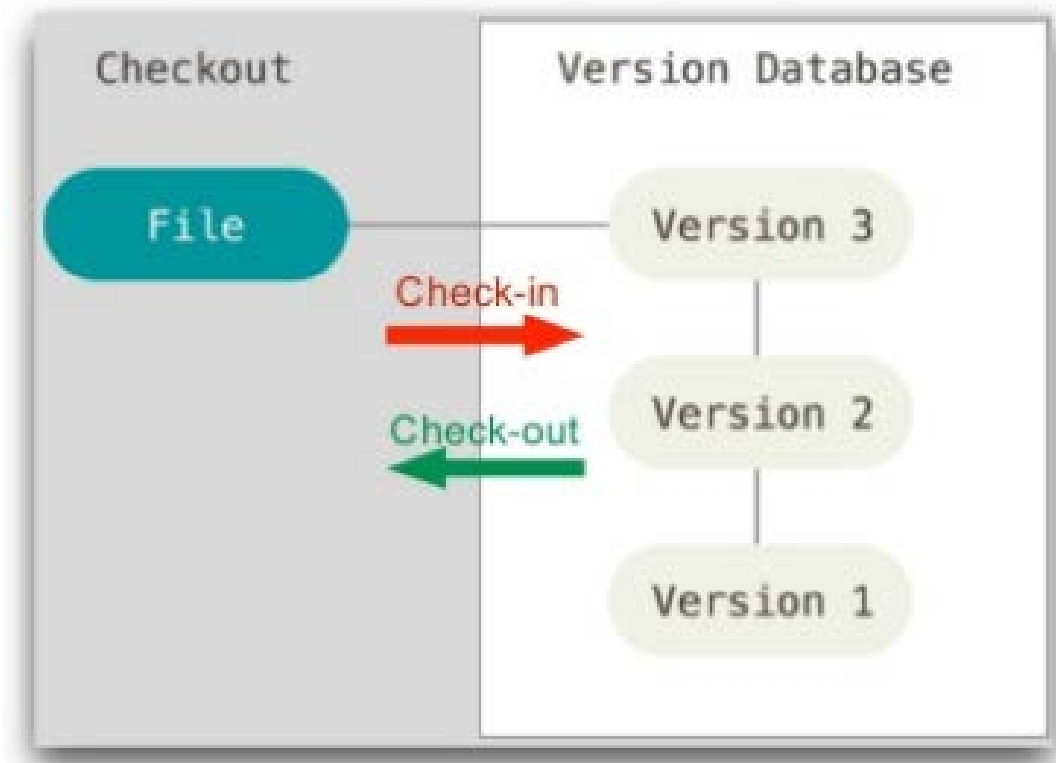 Checkout
Version Database
File
Version 3
Check-in
Check-out
Version 2
Version 1